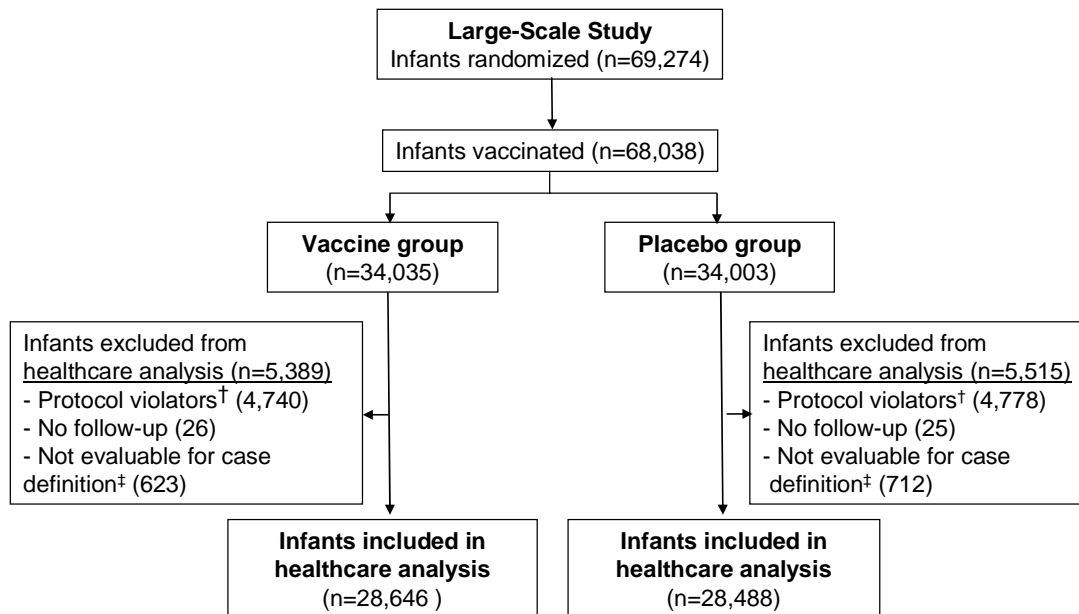 Large-Scale Study
Infants randomized (n=69,274)
Infants vaccinated (n=68,038)
Vaccine group
(n=34,035)
Placebo group
(n=34,003)
Infants excluded from
healthcare analysis (n=5,389)
- Protocol violators† (4,740)
- No follow-up (26)
- Not evaluable for case
definition‡ (623)
Infants excluded from
healthcare analysis (n=5,515)
- Protocol violators† (4,778)
- No follow-up (25)
- Not evaluable for case
definition‡ (712)
Infants included in
healthcare analysis
(n=28,646 )
Infants included in
healthcare analysis
(n=28,488)